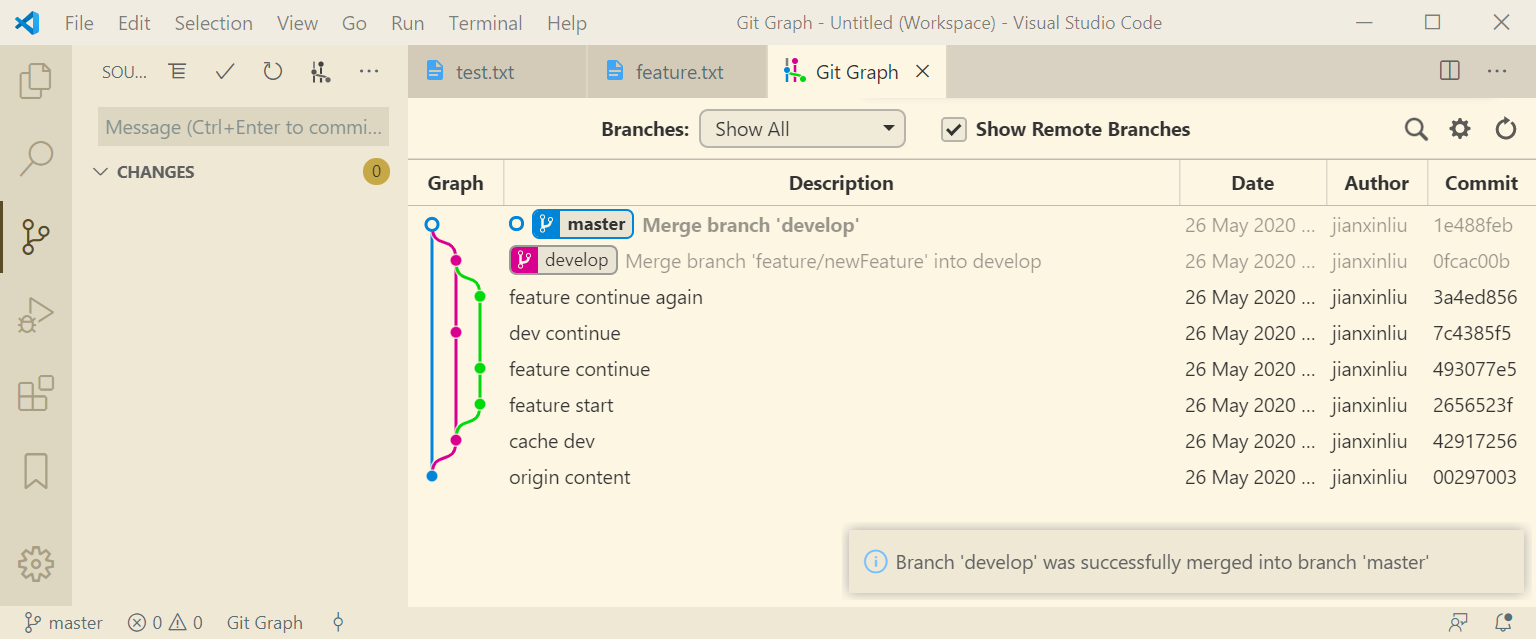 File Edit Selection View Go Run Terminal Help Git Graph - Untitled (Workspace) - Visual Studio Code
SOU...
test.txt feature.txt Git Graph
Message (Ctrl+Enter to commi...
CHANGES 0
Branches: Show All Show Remote Branches
Graph Description Date Author Commit
master Merge branch 'develop' 26 May 2020 ... jianxinliu 1e488feb
develop Merge branch 'feature/newFeature' into develop 26 May 2020 ... jianxinliu 0fcac00b
feature continue again 26 May 2020 ... jianxinliu 3a4ed856
dev continue 26 May 2020 ... jianxinliu 7c4385f5
feature continue 26 May 2020 ... jianxinliu 493077e5
feature start 26 May 2020 ... jianxinliu 2656523f
cache dev 26 May 2020 ... jianxinliu 42917256
origin content 26 May 2020 ... jianxinliu 00297003
Branch 'develop' was successfully merged into branch 'master'
master 0 0 Git Graph